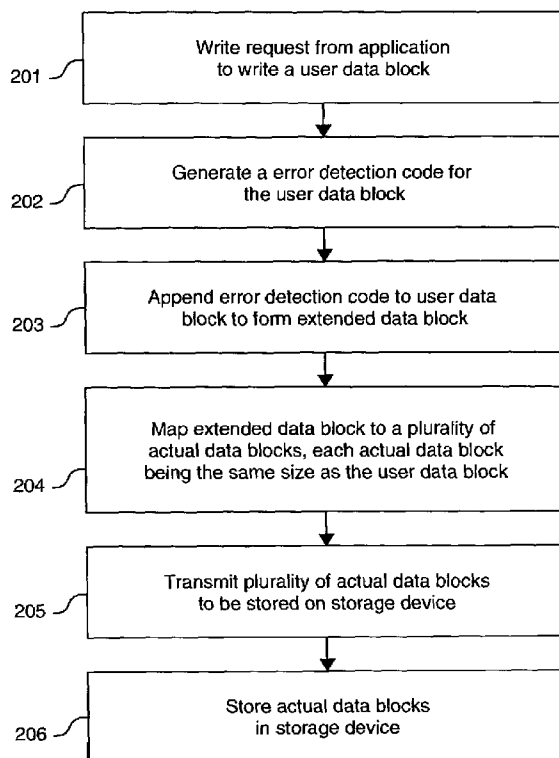 Write request from application
to write a user data block
201
Generate a error detection code for
the user data block
202
Append error detection code to user data
block to form extended data block
203
Map extended data block to a plurality of
actual data blocks, each actual data block
being the same size as the user data block
204
Transmit plurality of actual data blocks
to be stored on storage device
205
Store actual data blocks
in storage device
206